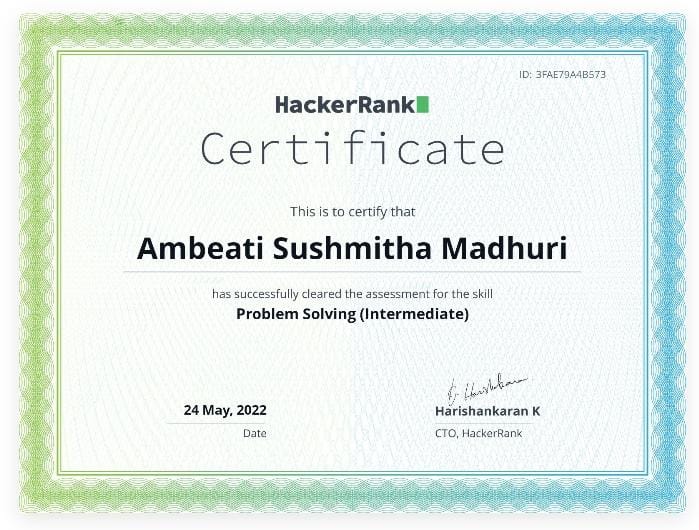 ID: 3FAE79A4B573
HackerRank
Certificate
This is to certify that
Ambeati Sushmitha Madhuri
has successfully cleared the assessment for the skill
Problem Solving (Intermediate)
24 May, 2022
Date
K Harishankaran
Harishankaran K
CTO, HackerRank